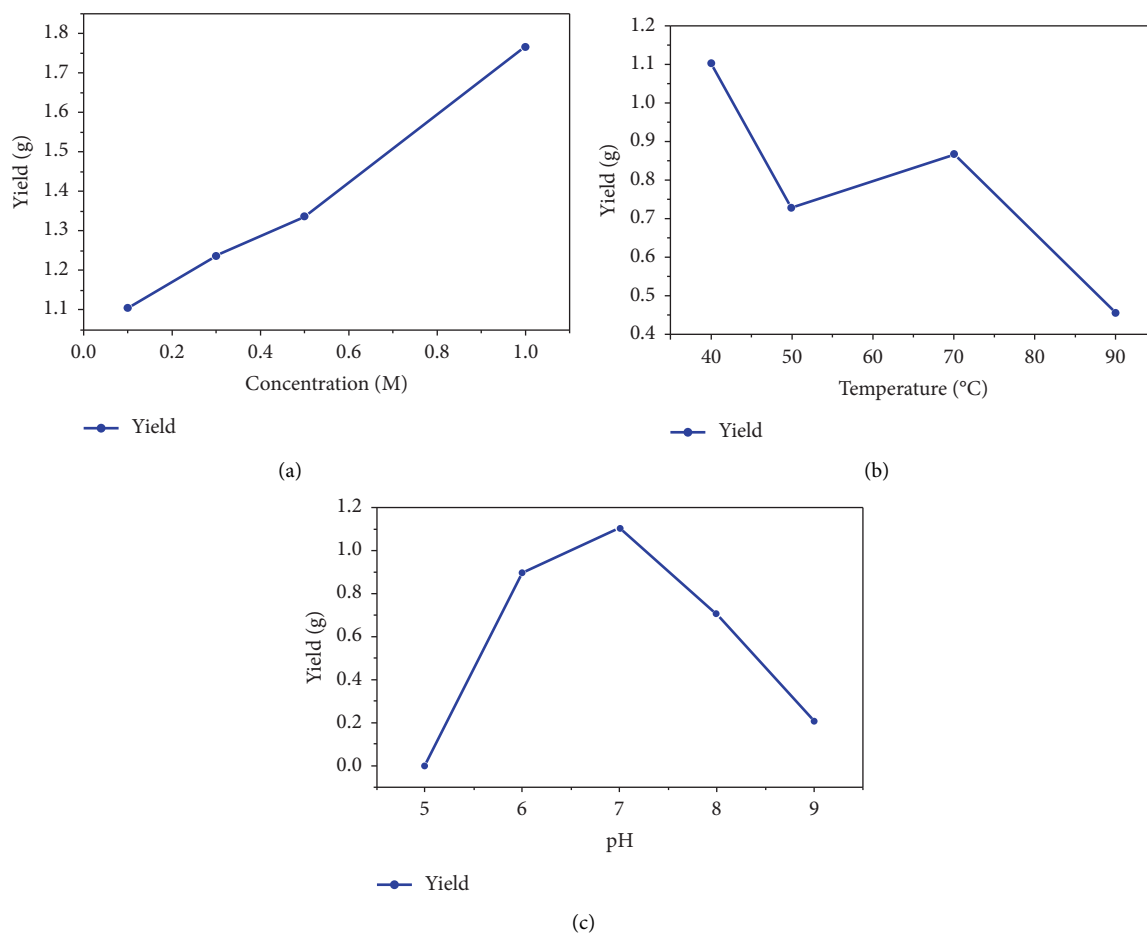 1.8
1.7
1.6
1.5
1.4
1.3
1.2
1.1
Yield (g)
0.0 0.2 0.4 0.6 0.8 1.0
Concentration (M)
Yield
(a)
1.2
1.1
1.0
0.9
0.8
0.7
0.6
0.5
0.4
Yield (g)
40 50 60 70 80 90
Temperature (°C)
Yield
(b)
1.2
1.0
0.8
0.6
0.4
0.2
0.0
Yield (g)
5 6 7 8 9
pH
Yield
(c)